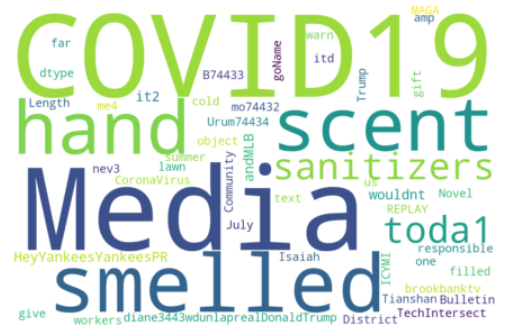 MAGA
COVID19
amp
far
goName
warn
itd
dtype
B74433
Trump
gift
Length
me4
it2
hand
cold
mo74432
scent
Urum74434
object
andMLB
sanitizers
summer
lawn
nev3
CoronaVirus
Community
text
us
wouldnt
Novel
Media
REPLAY
toda1
July
HeyYankeesYankeesPR
Isaiah
ICYMI
responsible
one
filled
smelled
brookbanktv
Tianshan
Bulletin
give
workers
diane3443wdunlaprealDonaldTrump
District
TechIntersect